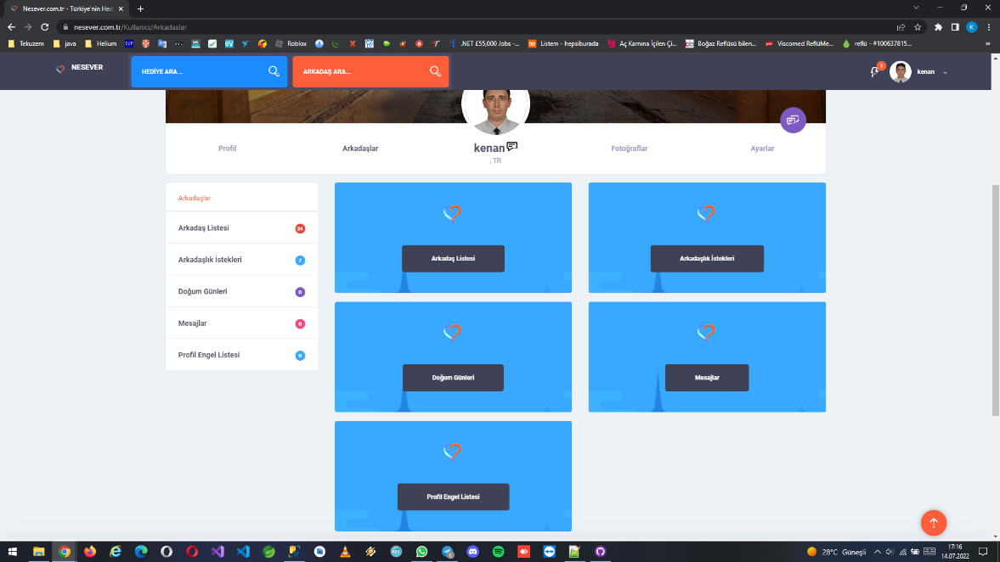 Nesever.com.tr - Türkiye'nin Hed
nesever.com.tr/Kullanici/Arkadaslar
Tekuzem
java
Helium
Roblox
.NET £55,000 Jobs -...
Listem - hepsiburada
Aç Karnına İçilen Çi...
Boğaz Reflüsü bilen...
Viscomed ReflüMe...
reflü - #100637815...
»
NESEVER
HEDİYE ARA...
ARKADAŞ ARA...
1
kenan
Profil
Arkadaşlar
kenan
, TR
Fotoğraflar
Ayarlar
Arkadaşlar
Arkadaş Listesi
34
Arkadaşlık İstekleri
7
Doğum Günleri
0
Mesajlar
0
Profil Engel Listesi
0
Arkadaş Listesi
Arkadaşlık İstekleri
Doğum Günleri
Mesajlar
Profil Engel Listesi
28°C Güneşli
17:16
14.07.2022